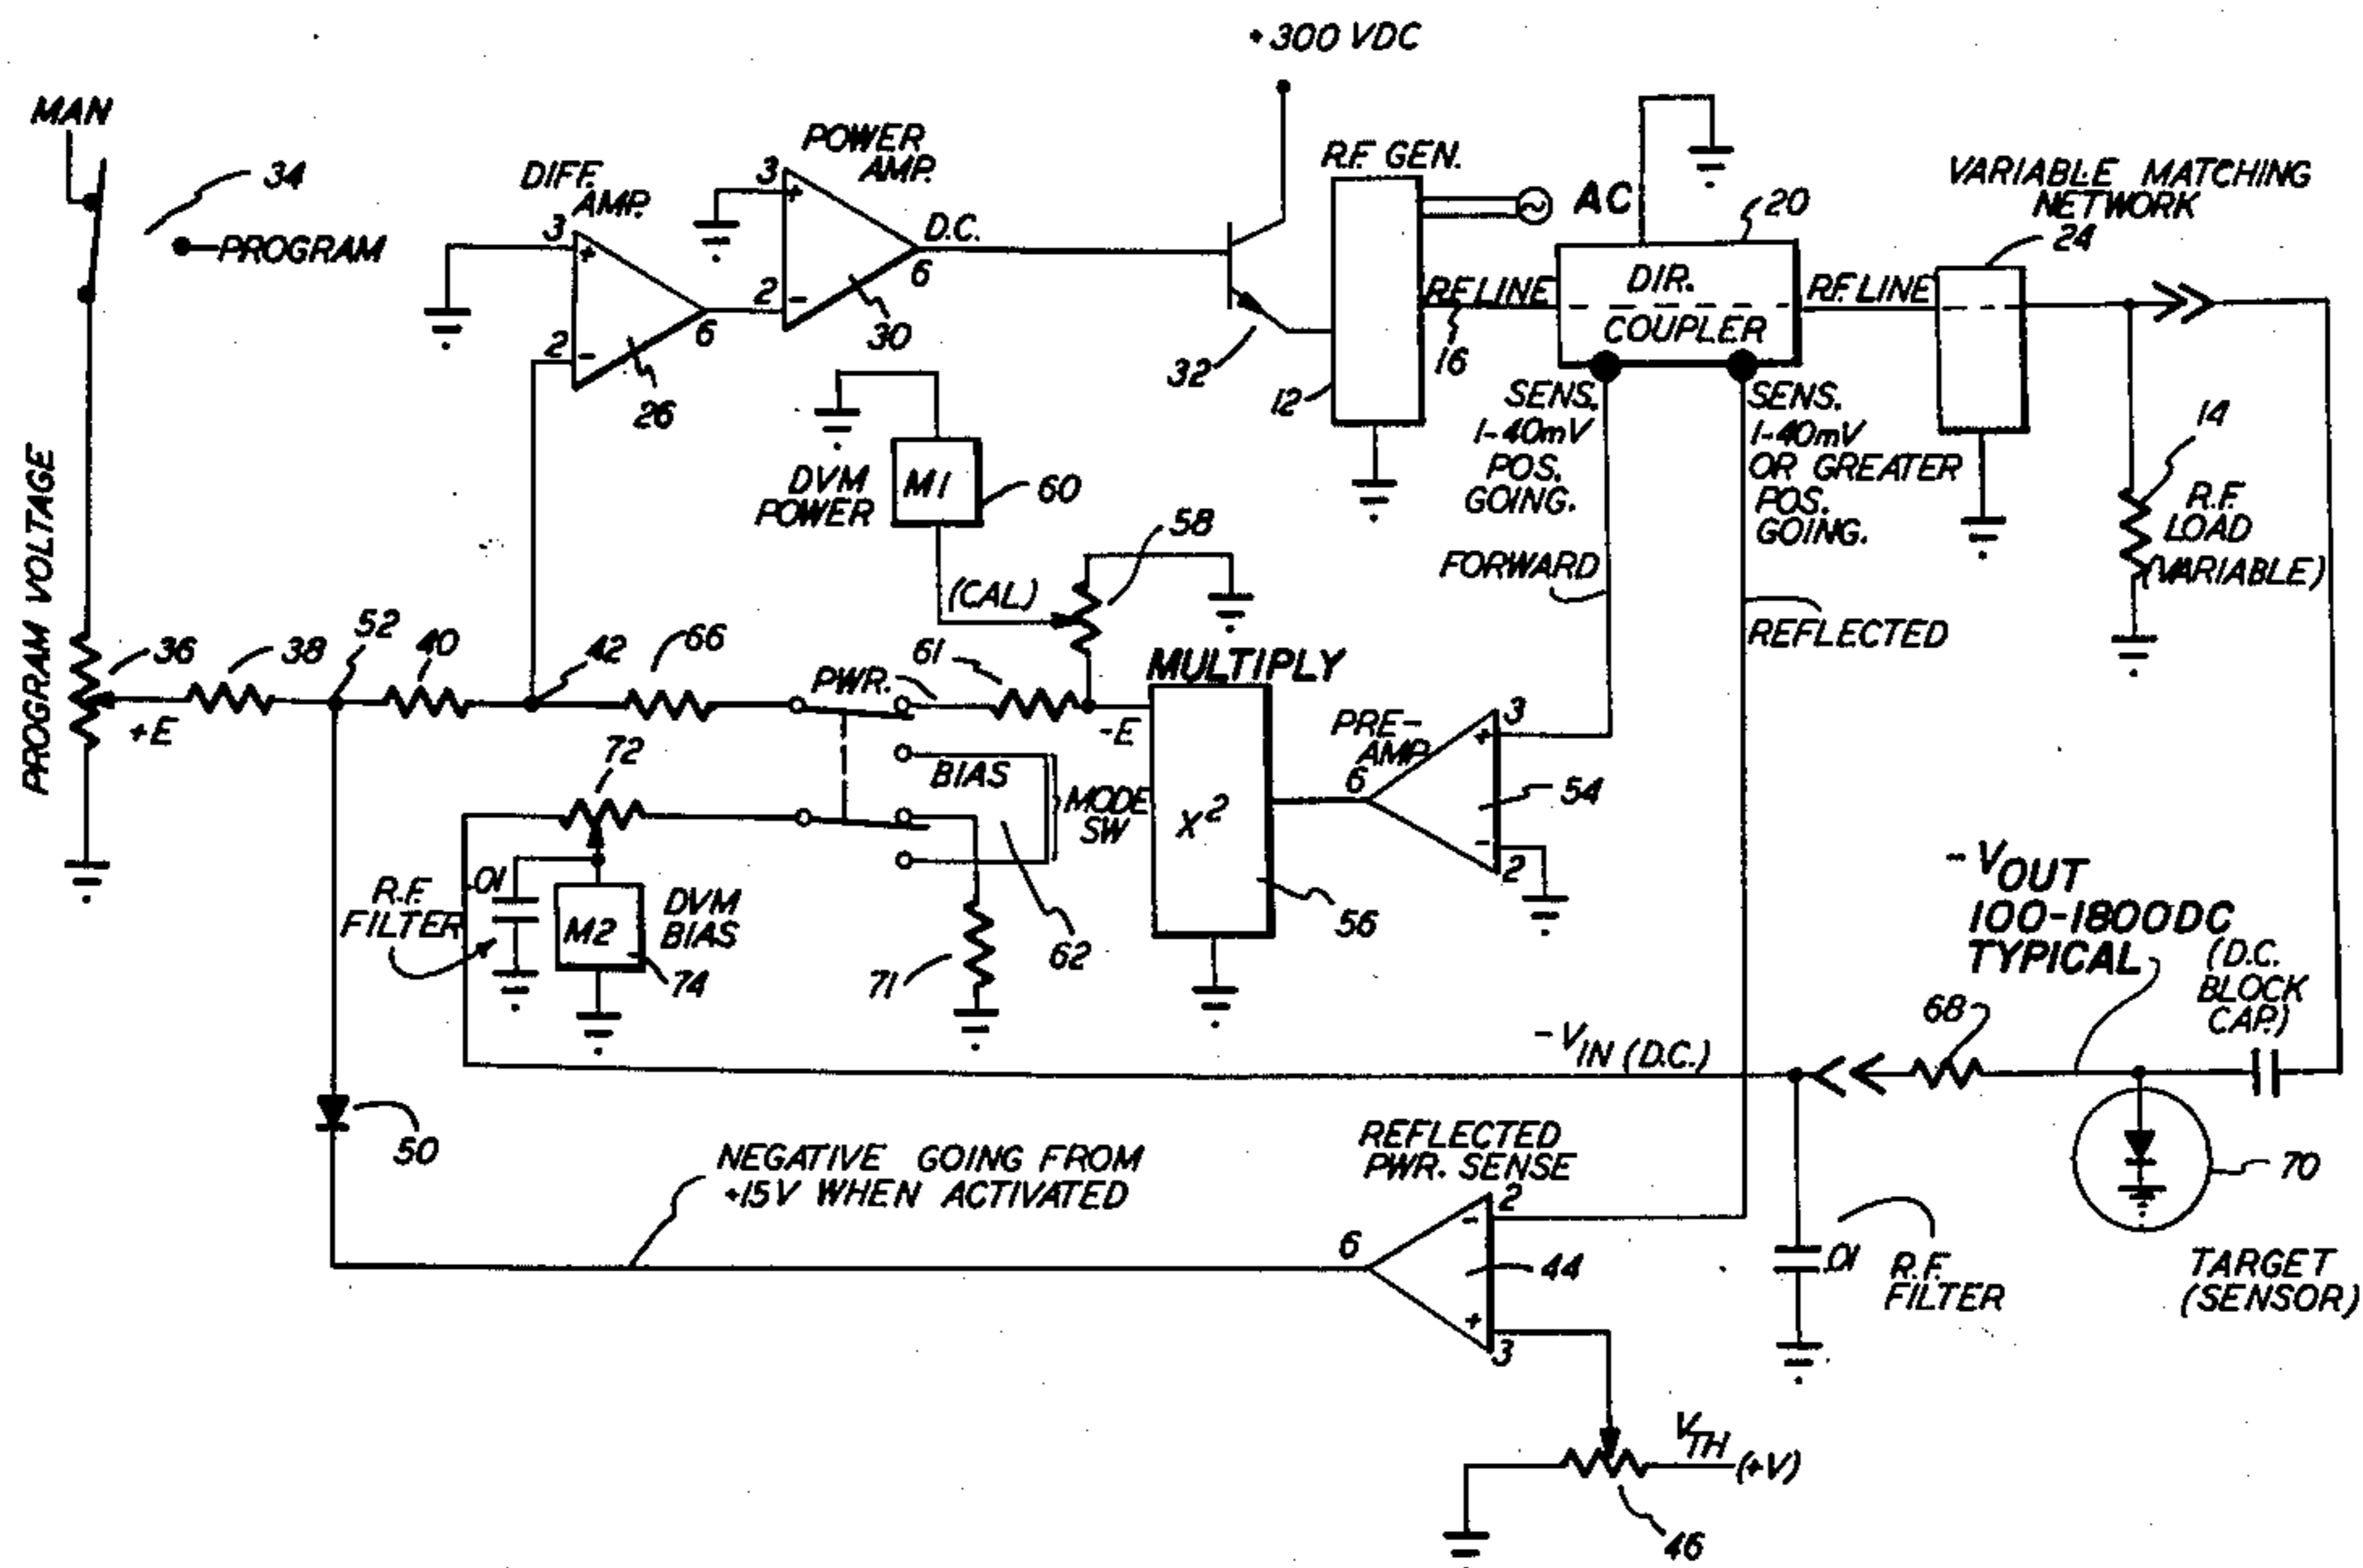 +300 VDC
MAN
34
PROGRAM
DIFF.
AMP.
3
+
2
-
6
26
POWER
AMP.
3
+
2
-
D.C.
6
30
32
R.F. GEN.
12
AC
RF LINE
16
DIR.
COUPLER
20
R.F. LINE
VARIABLE MATCHING
NETWORK
24
SENS.
1-40mV
POS.
GOING.
SENS.
1-40mV
OR GREATER
POS.
GOING.
14
R.F.
LOAD
(VARIABLE)
FORWARD
REFLECTED
DVM
POWER
M1
60
58
(CAL)
PROGRAM VOLTAGE
36
+E
38
52
40
42
66
PWR.
61
-E
MULTIPLY
X²
56
PRE-
AMP
6
3
+
-
2
54
72
BIAS
MODE
SW
62
71
R.F.
FILTER
.01
M2
DVM
BIAS
74
-VOUT
100-1800DC
TYPICAL
(D.C.
BLOCK
CAP.)
68
-VIN (D.C.)
70
TARGET
(SENSOR)
50
NEGATIVE GOING FROM
+15V WHEN ACTIVATED
REFLECTED
PWR. SENSE
6
2
-
44
+
3
.01
R.F.
FILTER
VTH
(+V)
46